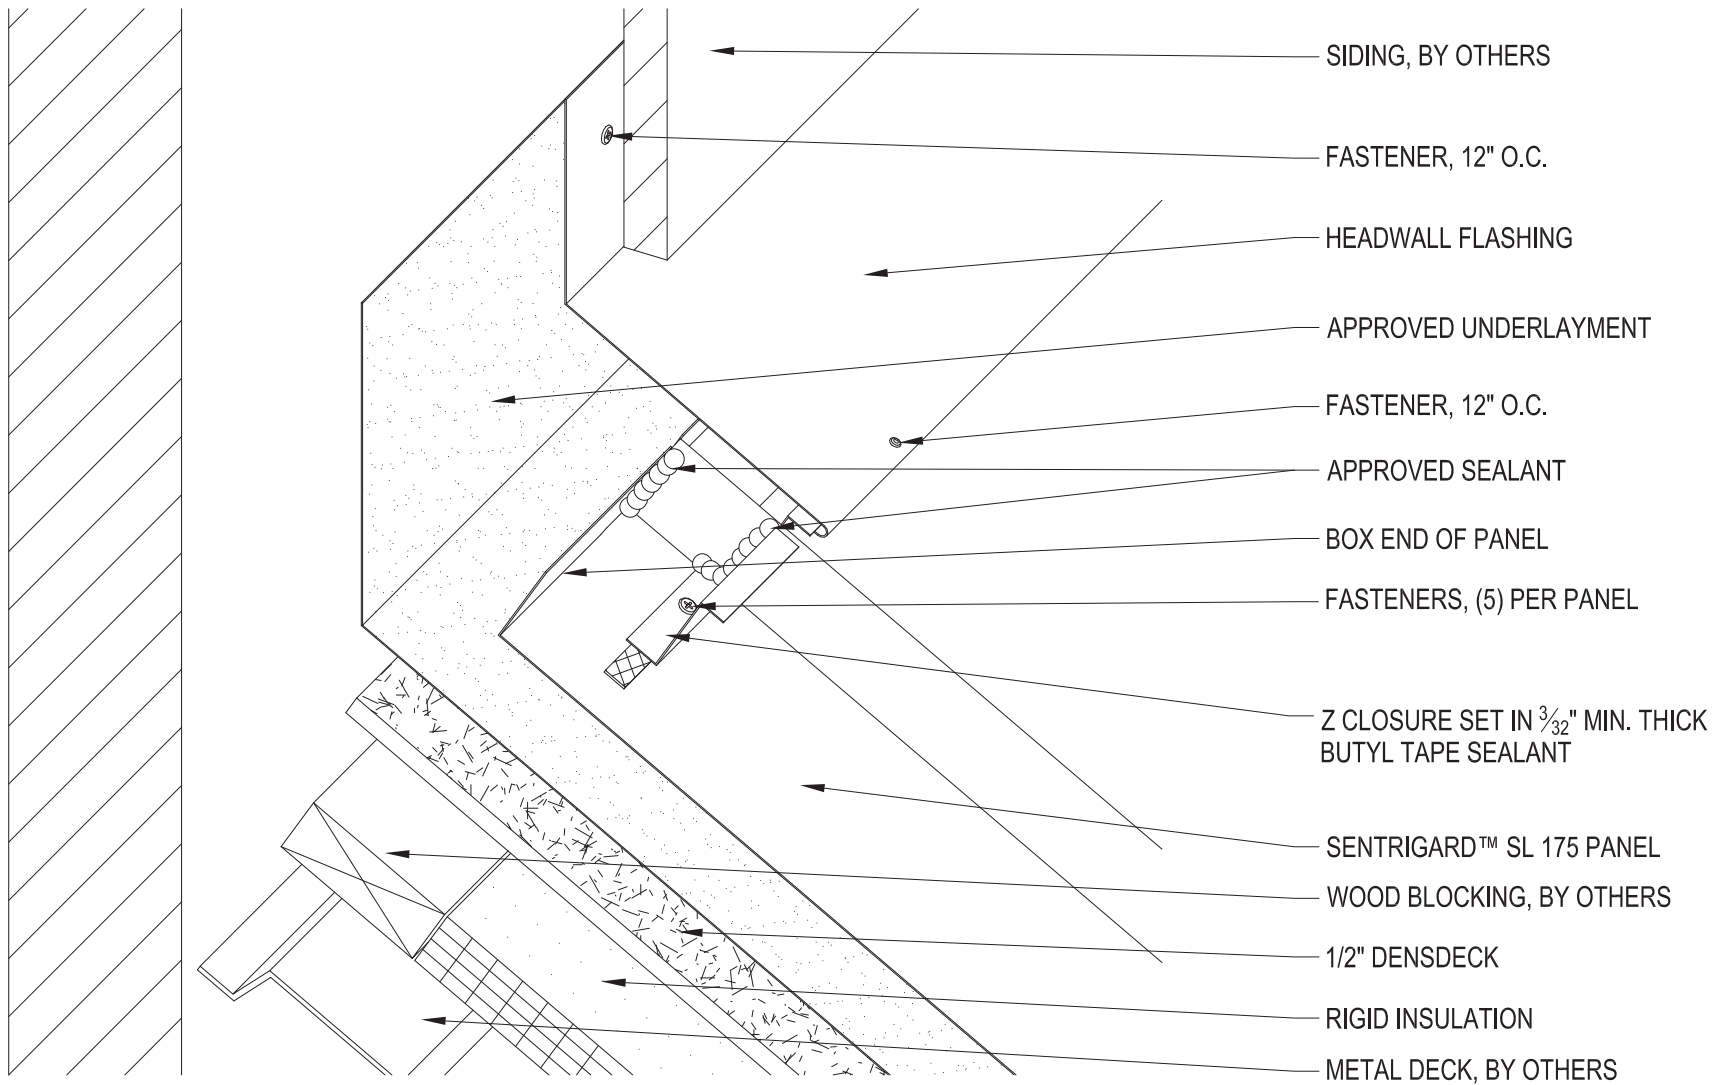 SIDING, BY OTHERS
FASTENER, 12" O.C.
HEADWALL FLASHING
APPROVED UNDERLAYMENT
FASTENER, 12" O.C.
APPROVED SEALANT
BOX END OF PANEL
FASTENERS, (5) PER PANEL
Z CLOSURE SET IN 3⁄32" MIN. THICK
BUTYL TAPE SEALANT
SENTRIGARD™ SL 175 PANEL
WOOD BLOCKING, BY OTHERS
1/2" DENSDECK
RIGID INSULATION
METAL DECK, BY OTHERS